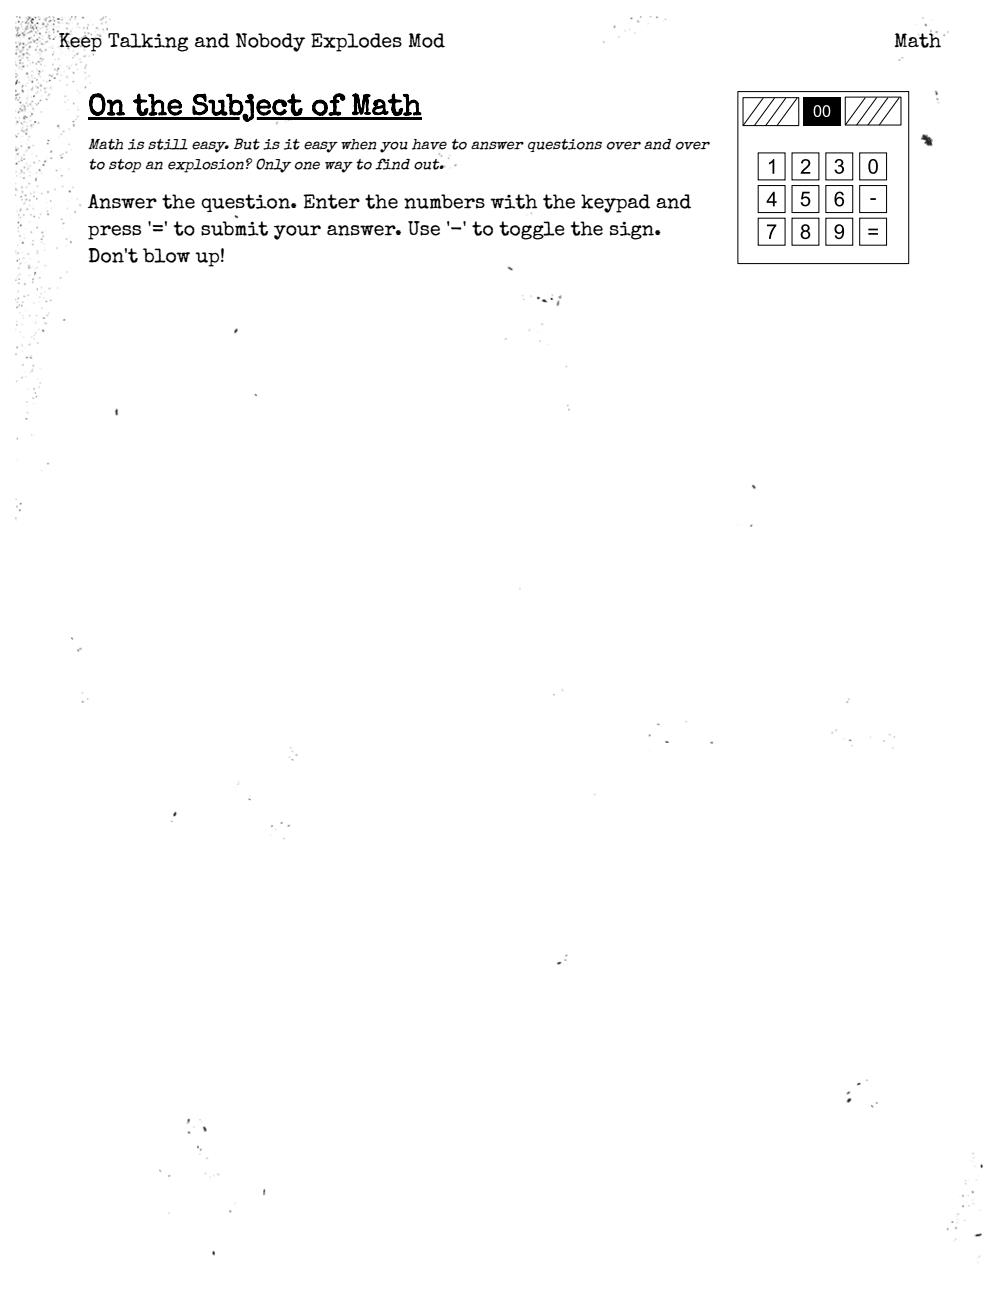 Keep Talking and Nobody Explodes Mod
Math
On the Subject of Math
Math is still easy. But is it easy when you have to answer questions over and over
to stop an explosion? Only one way to find out.
Answer the question. Enter the numbers with the keypad and
press '=' to submit your answer. Use '-' to toggle the sign.
Don't blow up!
00
1 2 3 0
4 5 6 -
7 8 9 =